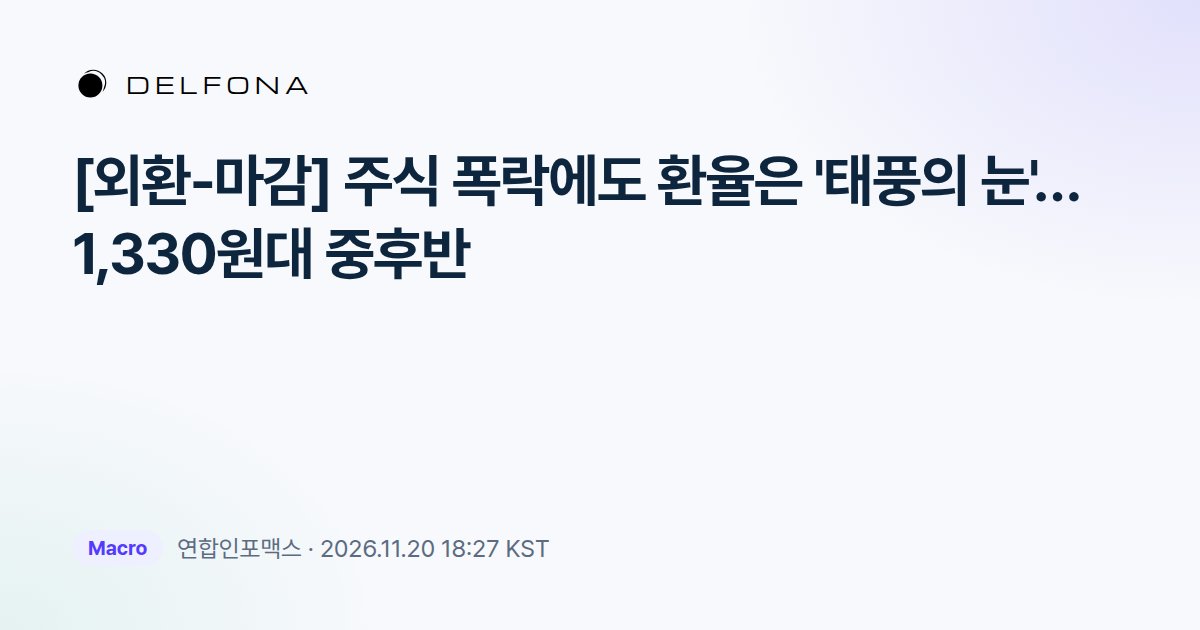 DELFONA
[외환-마감] 주식 폭락에도 환율은 '태풍의 눈'…
1,330원대 중후반
Macro 연합인포맥스 · 2026.11.20 18:27 KST